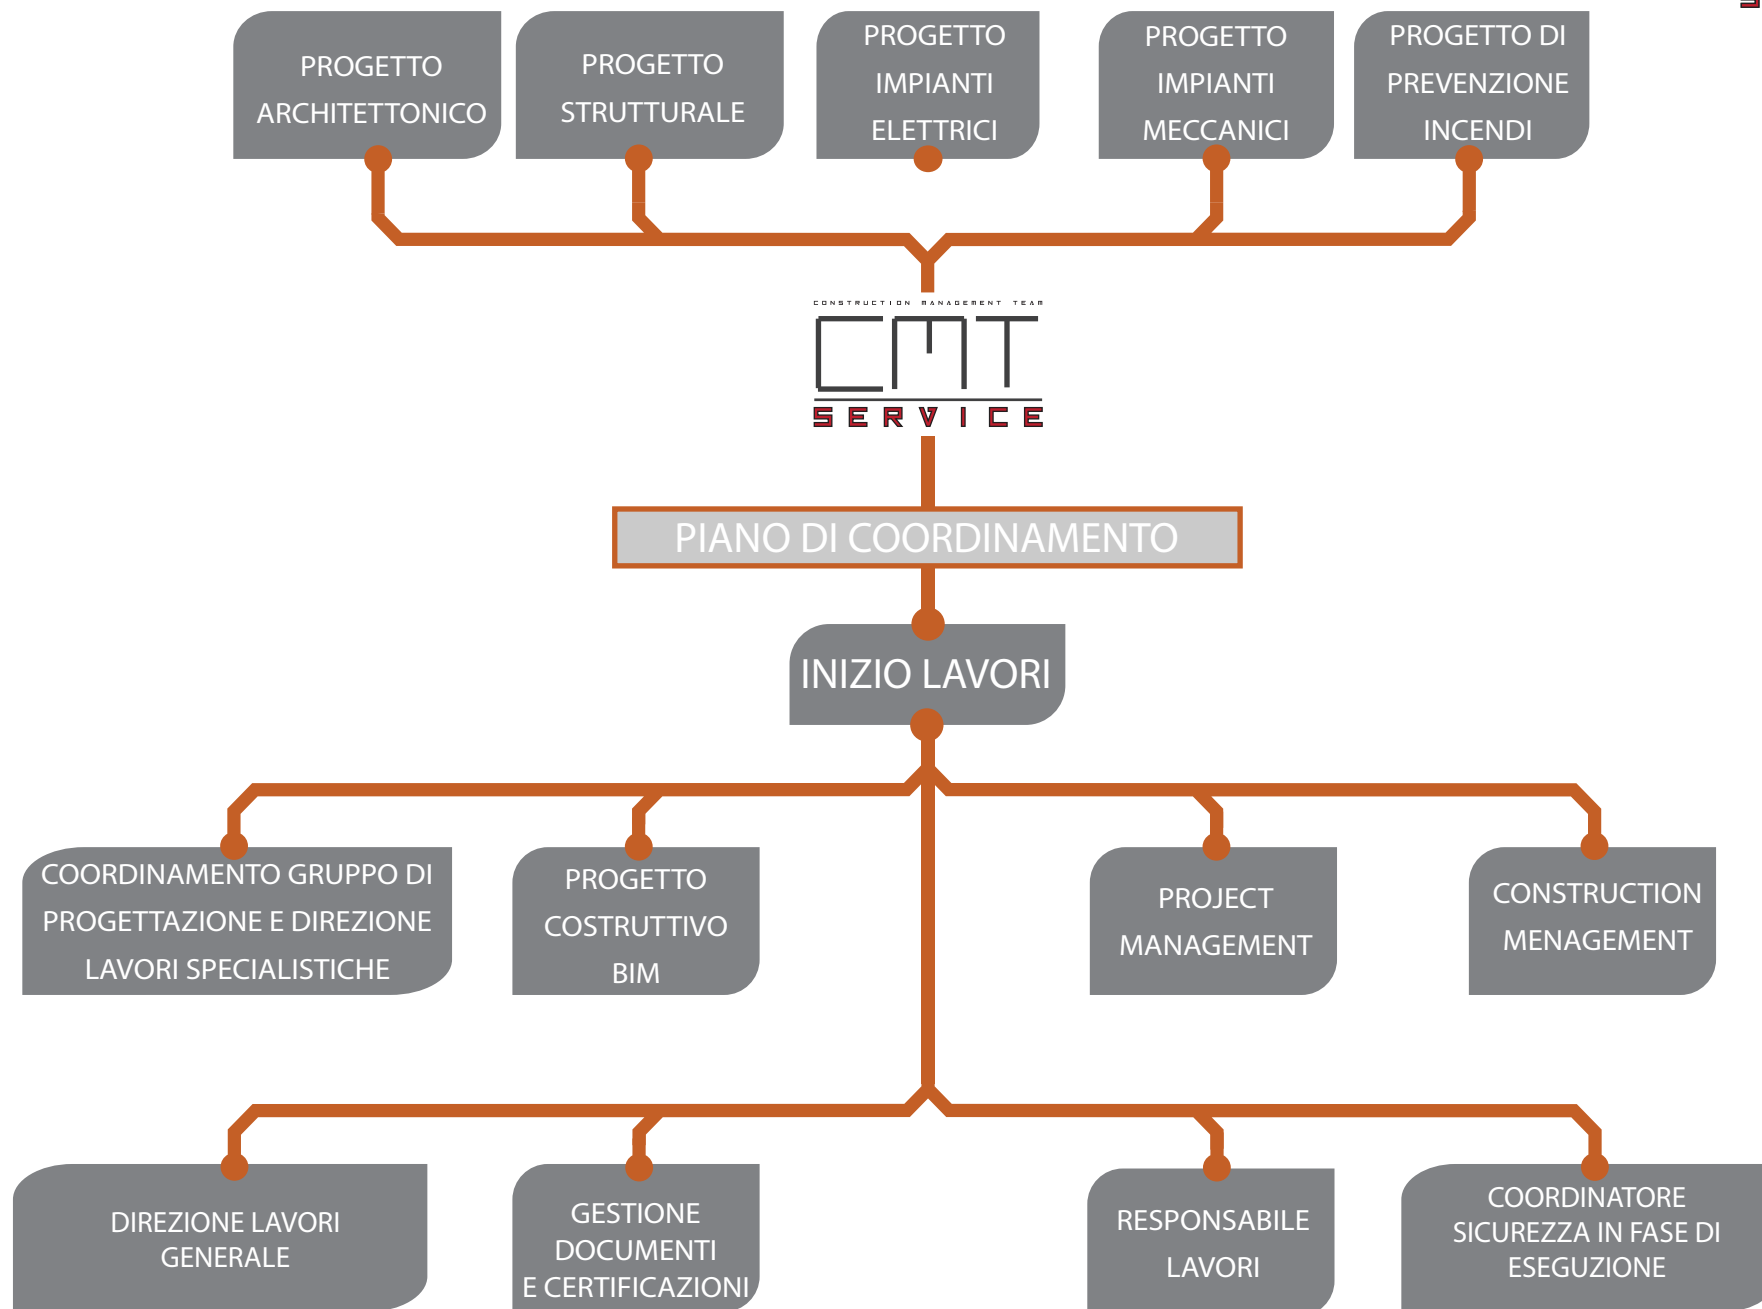 PROGETTO
ARCHITETTONICO
PROGETTO
STRUTTURALE
PROGETTO
IMPIANTI
ELETTRICI
PROGETTO
IMPIANTI
MECCANICI
PROGETTO DI
PREVENZIONE
INCENDI
CONSTRUCTION MANAGEMENT TEAM
CMT
SERVICE
PIANO DI COORDINAMENTO
INIZIO LAVORI
COORDINAMENTO GRUPPO DI
PROGETTAZIONE E DIREZIONE
LAVORI SPECIALISTICHE
PROGETTO
COSTRUTTIVO
BIM
PROJECT
MANAGEMENT
CONSTRUCTION
MENAGEMENT
DIREZIONE LAVORI
GENERALE
GESTIONE
DOCUMENTI
E CERTIFICAZIONI
RESPONSABILE
LAVORI
COORDINATORE
SICUREZZA IN FASE DI
ESEGUZIONE